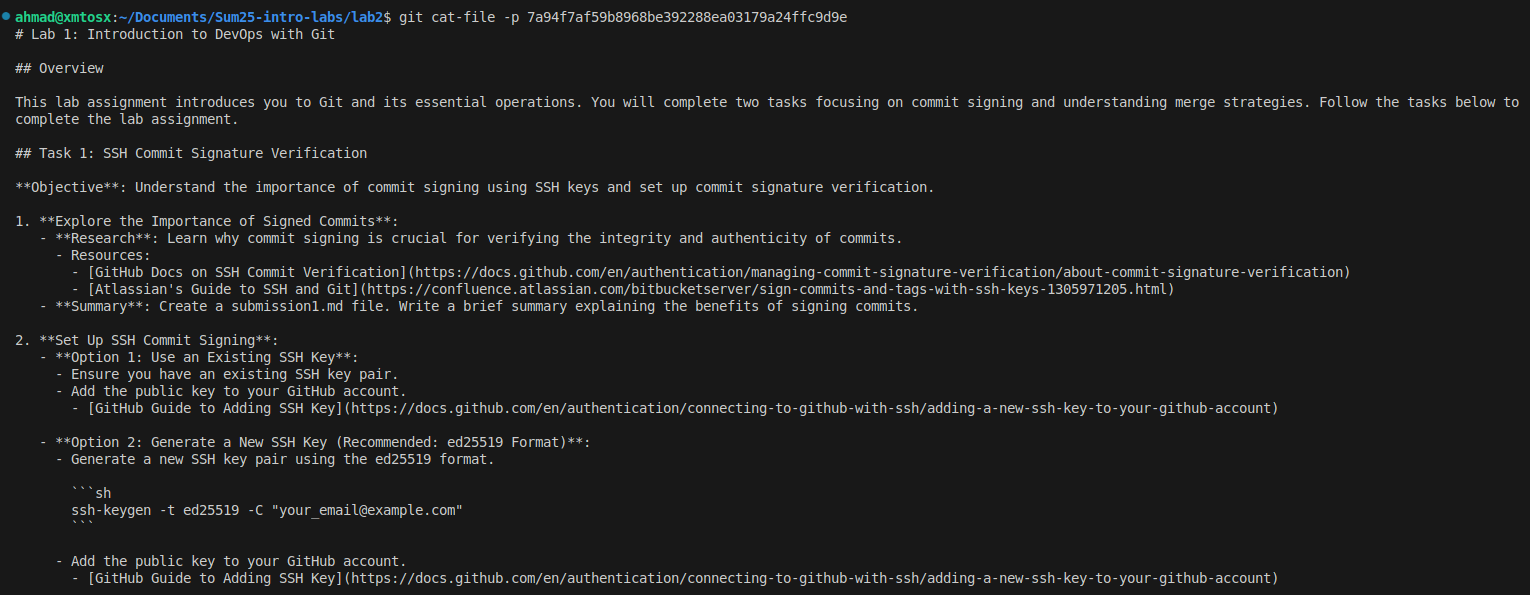 ahmad@xmtosx:~/Documents/Sum25-intro-labs/lab2$ git cat-file -p 7a94f7af59b8968be392288ea03179a24ffc9d9e
# Lab 1: Introduction to DevOps with Git

## Overview

This lab assignment introduces you to Git and its essential operations. You will complete two tasks focusing on commit signing and understanding merge strategies. Follow the tasks below to
complete the lab assignment.

## Task 1: SSH Commit Signature Verification

**Objective**: Understand the importance of commit signing using SSH keys and set up commit signature verification.

1. **Explore the Importance of Signed Commits**:
   - **Research**: Learn why commit signing is crucial for verifying the integrity and authenticity of commits.
     - Resources:
       - [GitHub Docs on SSH Commit Verification](https://docs.github.com/en/authentication/managing-commit-signature-verification/about-commit-signature-verification)
       - [Atlassian's Guide to SSH and Git](https://confluence.atlassian.com/bitbucketserver/sign-commits-and-tags-with-ssh-keys-1305971205.html)
   - **Summary**: Create a submission1.md file. Write a brief summary explaining the benefits of signing commits.

2. **Set Up SSH Commit Signing**:
   - **Option 1: Use an Existing SSH Key**:
     - Ensure you have an existing SSH key pair.
     - Add the public key to your GitHub account.
       - [GitHub Guide to Adding SSH Key](https://docs.github.com/en/authentication/connecting-to-github-with-ssh/adding-a-new-ssh-key-to-your-github-account)

   - **Option 2: Generate a New SSH Key (Recommended: ed25519 Format)**:
     - Generate a new SSH key pair using the ed25519 format.

       ```sh
       ssh-keygen -t ed25519 -C "your_email@example.com"
       ```

     - Add the public key to your GitHub account.
       - [GitHub Guide to Adding SSH Key](https://docs.github.com/en/authentication/connecting-to-github-with-ssh/adding-a-new-ssh-key-to-your-github-account)